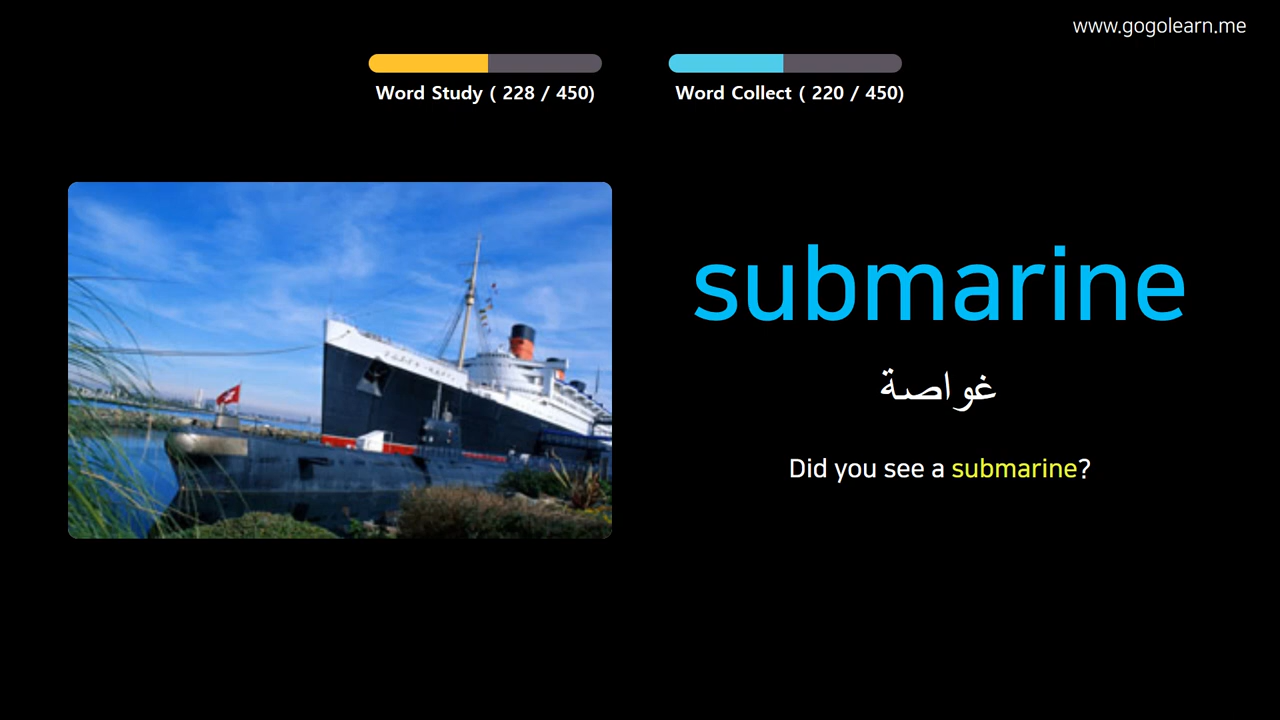 www.gogolearn.me
Word Study ( 228 / 450)
Word Collect ( 220 / 450)
submarine
غواصة
Did you see a submarine?